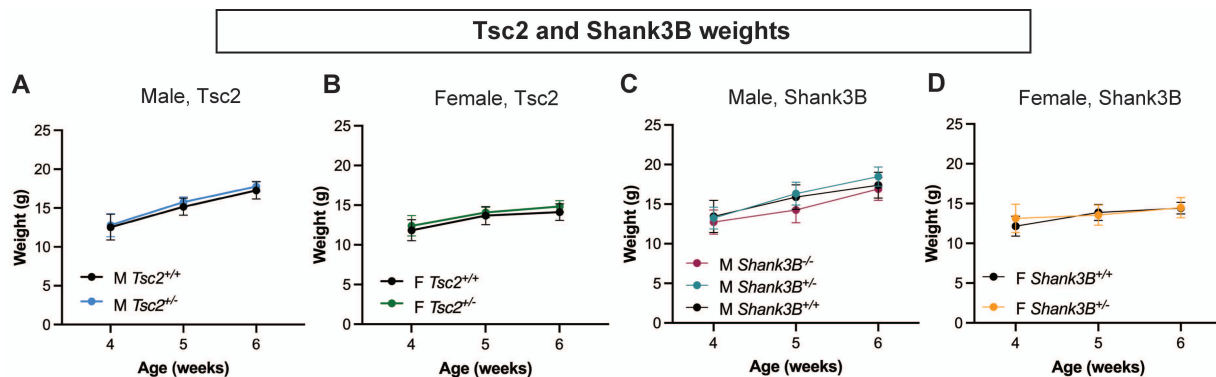 Tsc2 and Shank3B weights
A
Male, Tsc2
25
20
15
10
5
0
Weight (g)
4 5 6
Age (weeks)
M Tsc2+/+
M Tsc2+/-
B
Female, Tsc2
25
20
15
10
5
0
Weight (g)
4 5 6
Age (weeks)
F Tsc2+/+
F Tsc2+/-
C
Male, Shank3B
25
20
15
10
5
0
Weight (g)
4 5 6
Age (weeks)
M Shank3B-/-
M Shank3B+/-
M Shank3B+/+
D
Female, Shank3B
25
20
15
10
5
0
Weight (g)
4 5 6
Age (weeks)
F Shank3B+/+
F Shank3B+/-